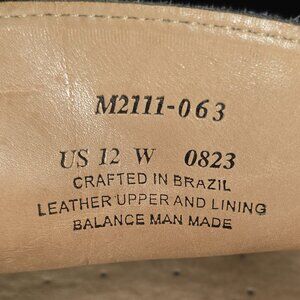 M2111-063
US 12 W 0823
CRAFTED IN BRAZIL
LEATHER UPPER AND LINING
BALANCE MAN MADE